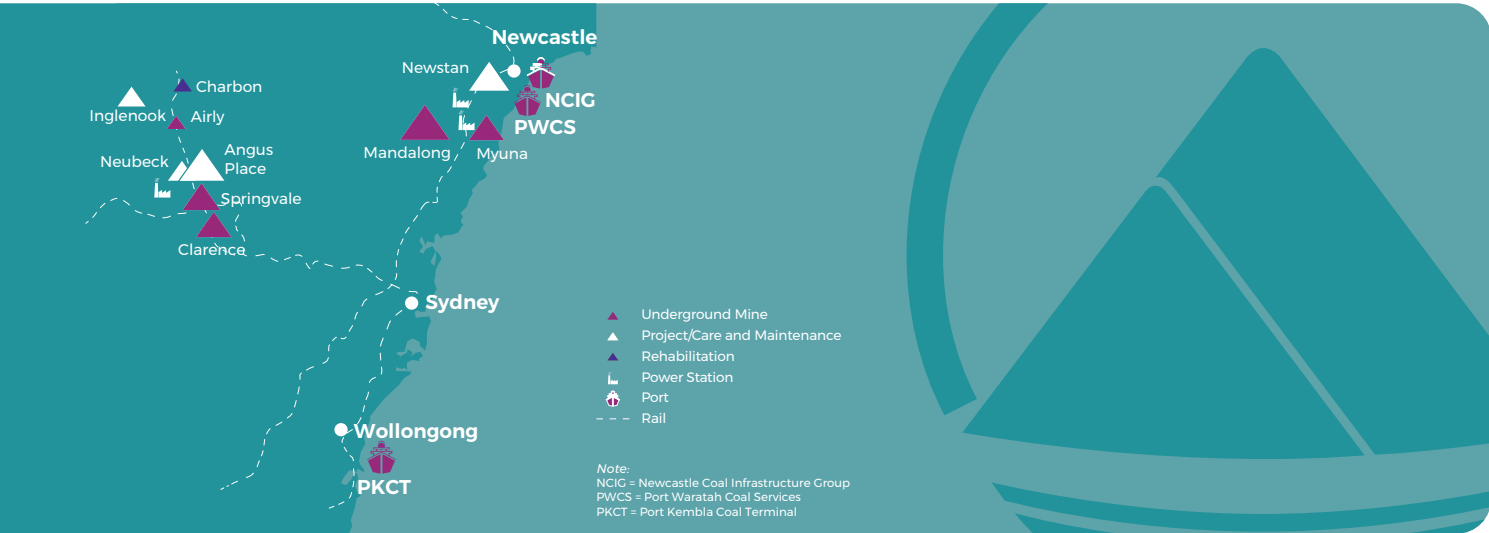 Newcastle
Newstan
NCIG
PWCS
Charbon
Inglenook
Airly
Mandalong
Myuna
Neubeck
Angus
Place
Springvale
Clarence
Sydney
Wollongong
PKCT
Underground Mine
Project/Care and Maintenance
Rehabilitation
Power Station
Port
Rail
Note:
NCIG = Newcastle Coal Infrastructure Group
PWCS = Port Waratah Coal Services
PKCT = Port Kembla Coal Terminal